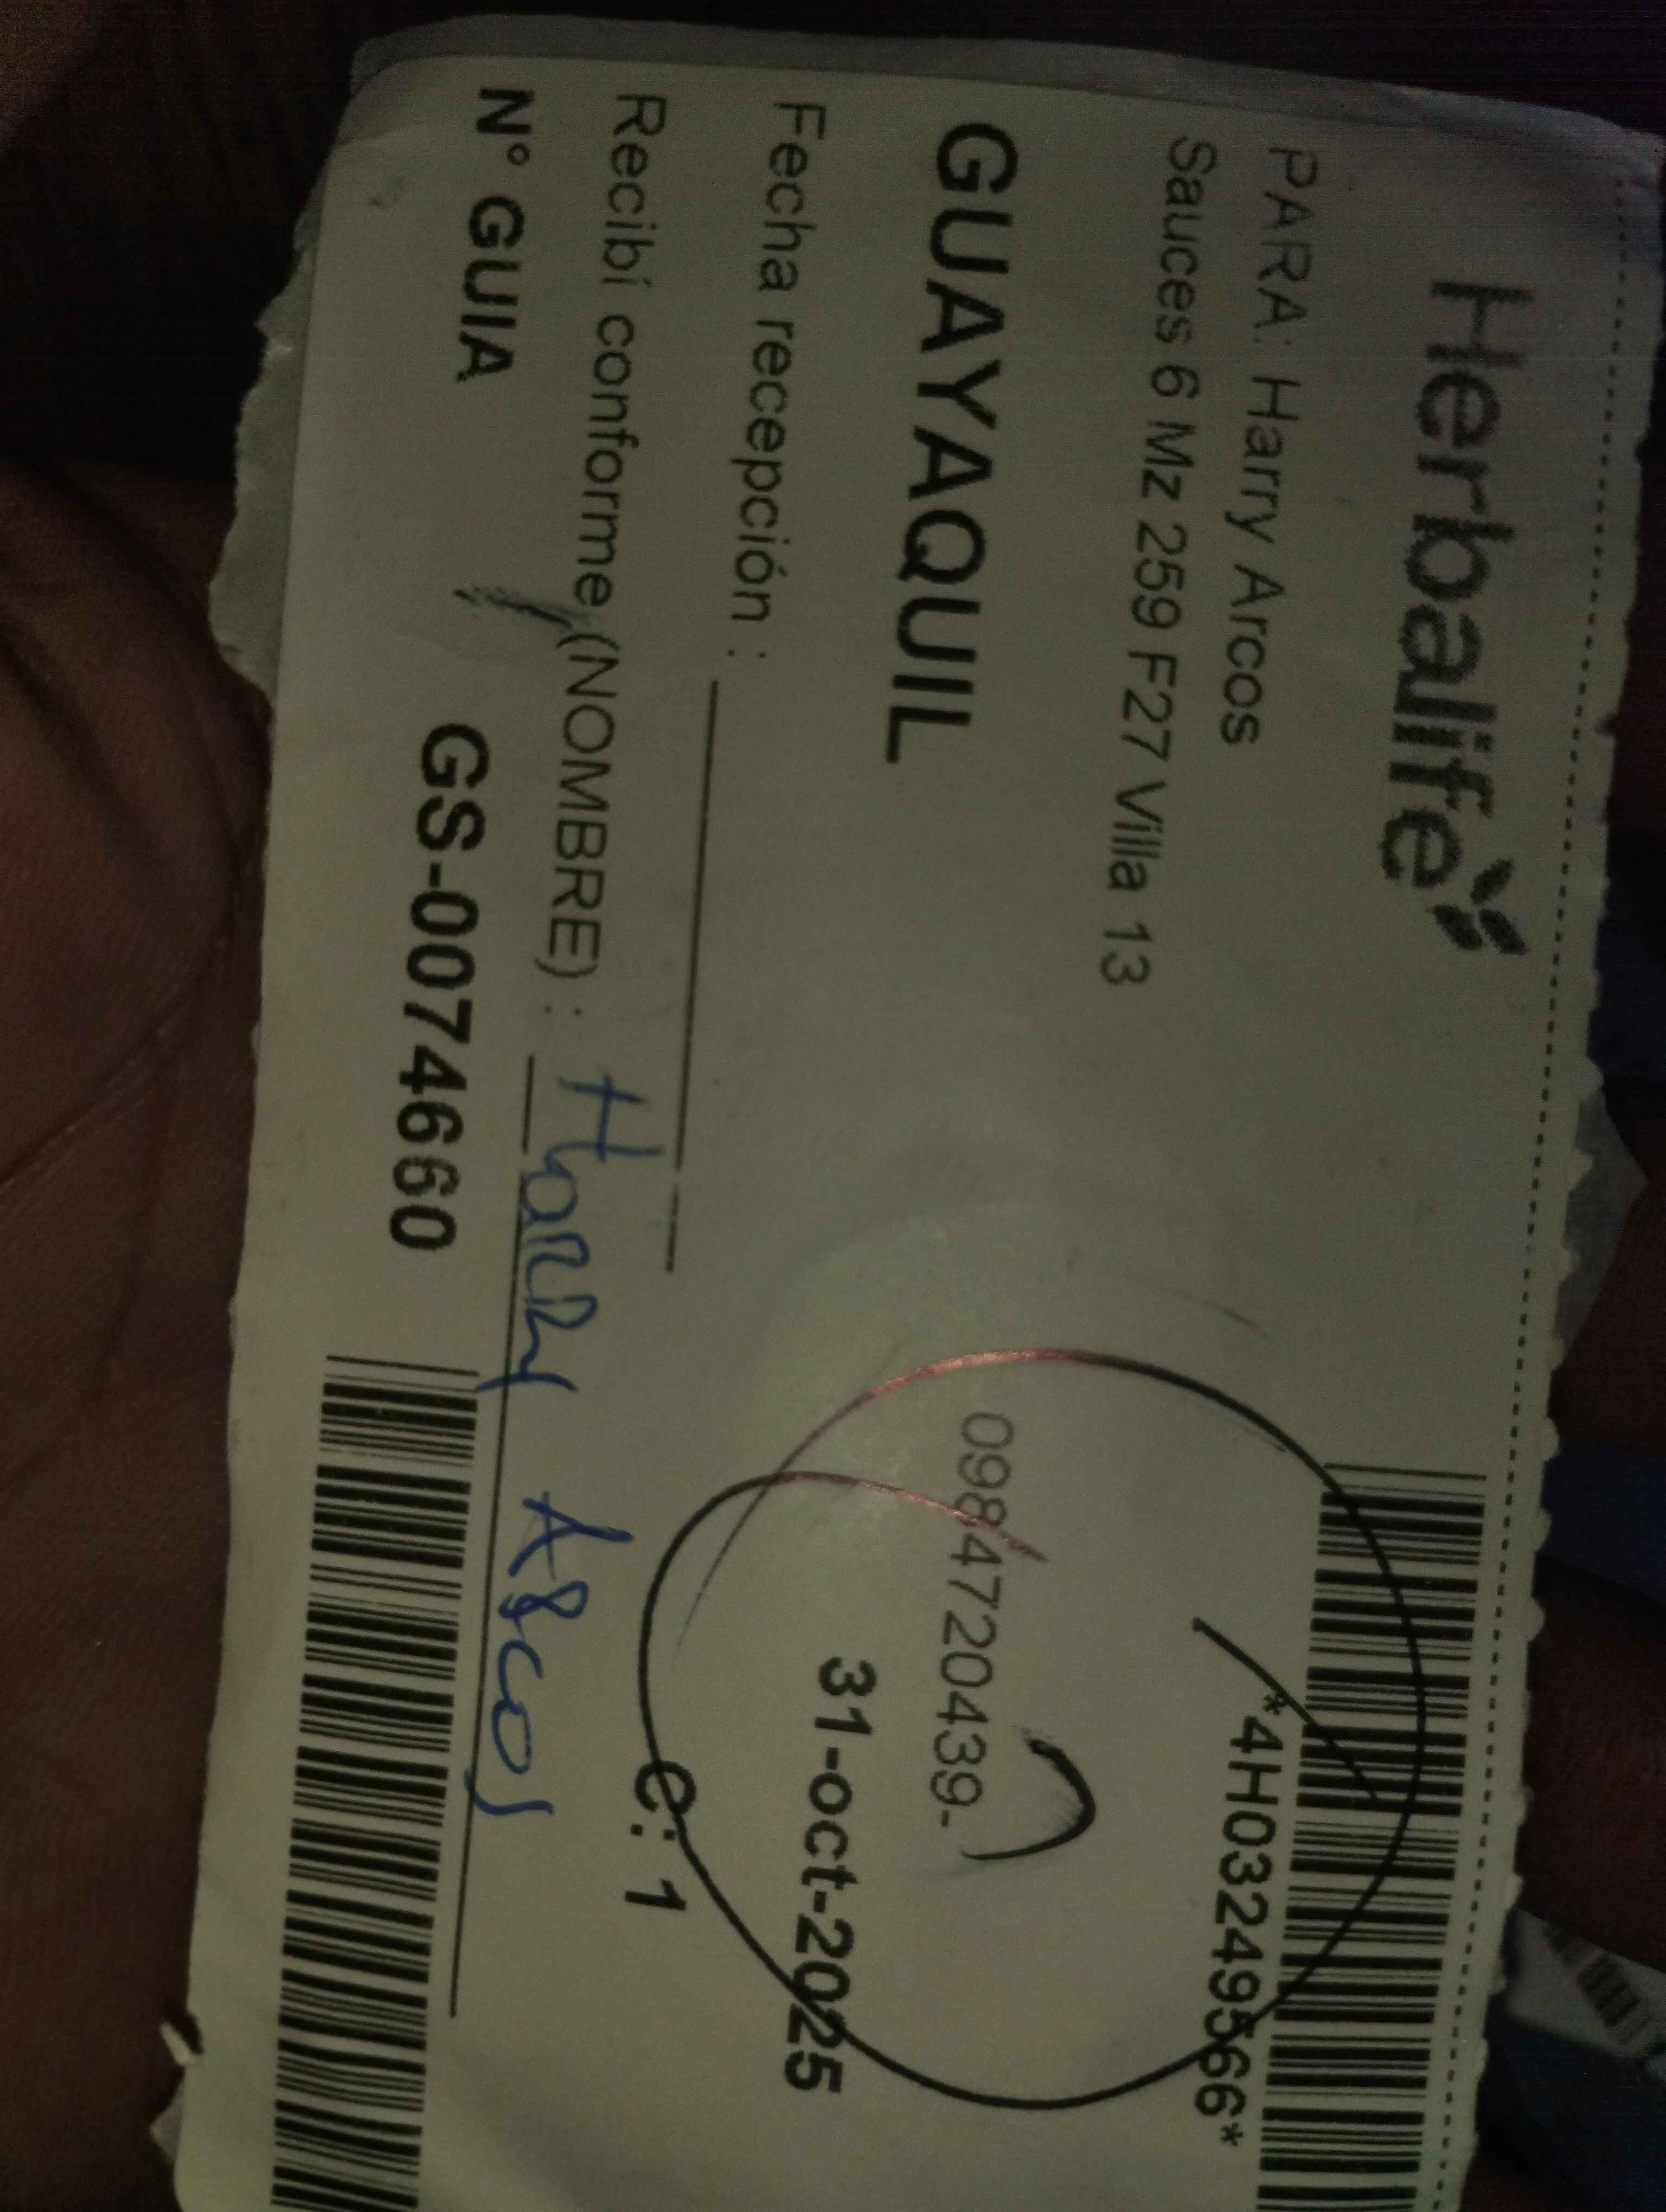 Herbalife
*4H03249566*
PARA: Harry Arcos
Sauces 6 Mz 259 F27 Villa 13
0984720439-
GUAYAQUIL
31-oct-2025
Fecha recepción :
e: 1
Recibí conforme (NOMBRE) : Harry Arcos
N° GUIA GS-0074660